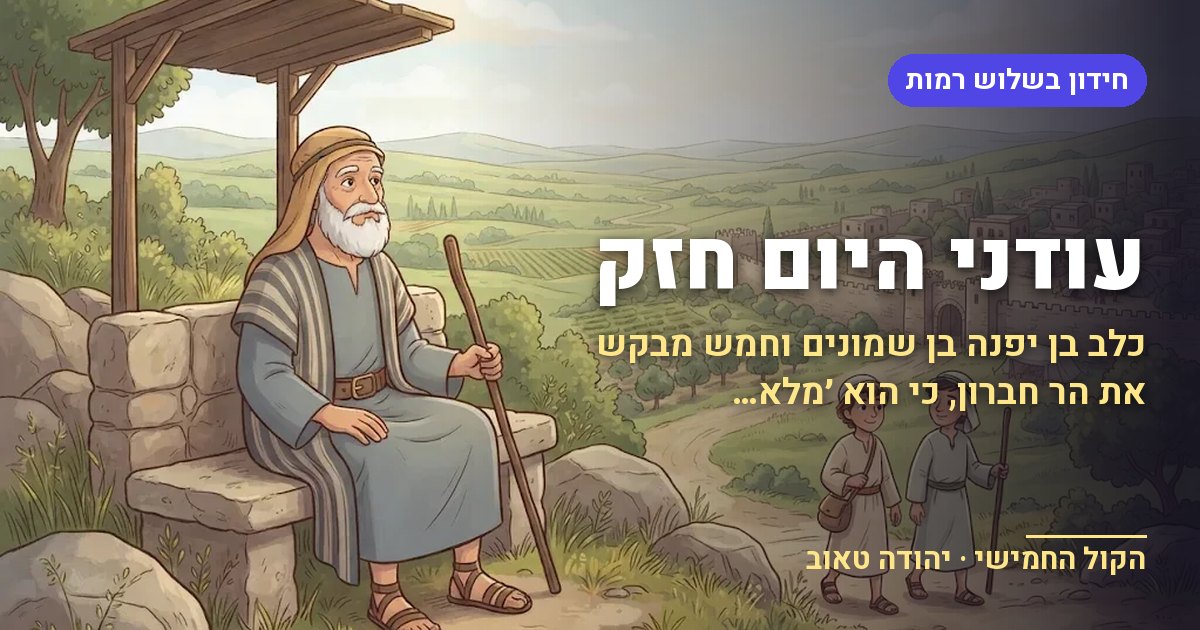 חידון בשלוש רמות
עודני היום חזק
כלב בן יפנה בן שמונים וחמש מבקש
את הר חברון, כי הוא ׳מלא...
הקול החמישי · יהודה טאוב